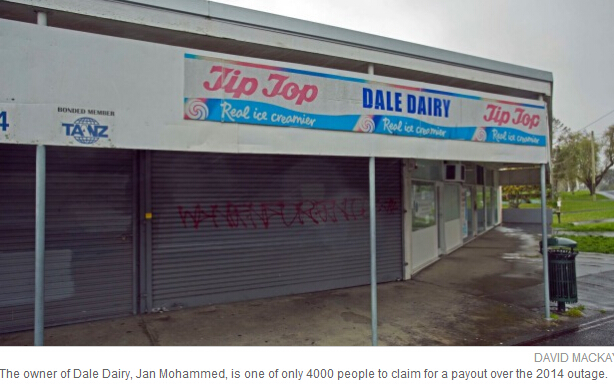 Tip Top
Real ice creamier
DALE DAIRY
Real ice creamier
Tip Top
Real ice creamier
4
BONDED MEMBER
TAANZ
DAVID MACKAY
The owner of Dale Dairy, Jan Mohammed, is one of only 4000 people to claim for a payout over the 2014 outage.